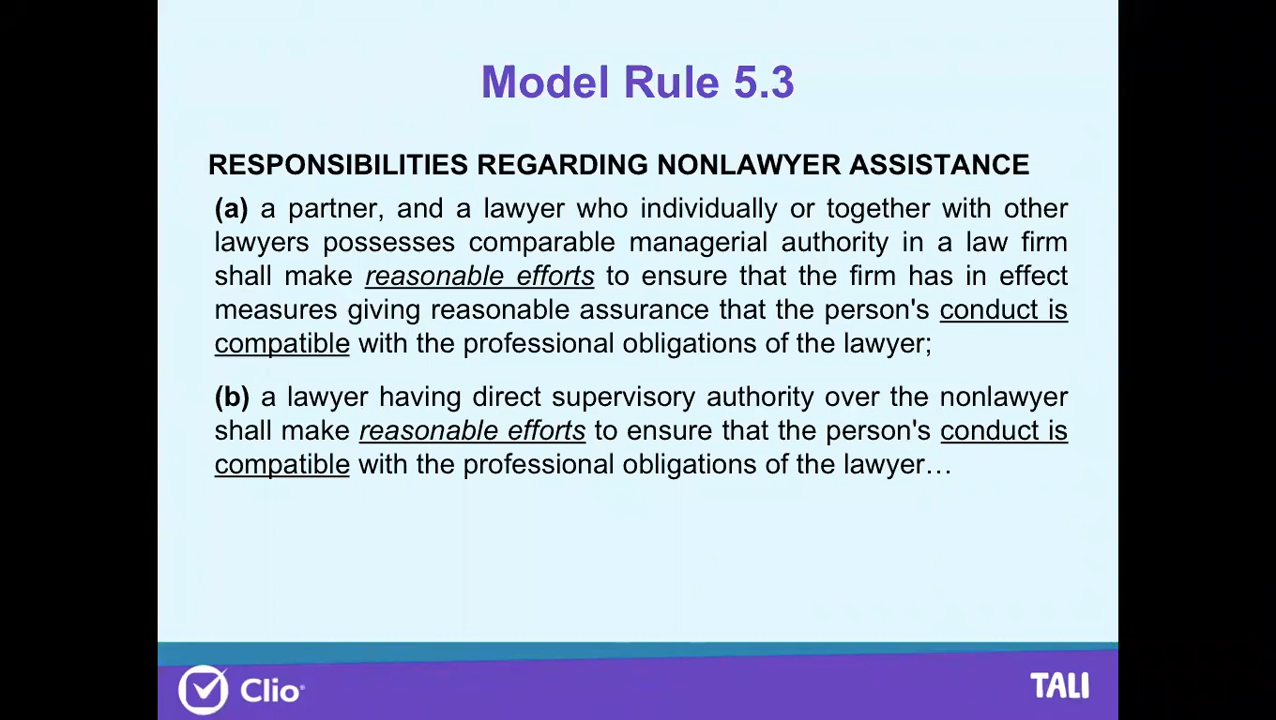 Model Rule 5.3
RESPONSIBILITIES REGARDING NONLAWYER ASSISTANCE
(a) a partner, and a lawyer who individually or together with other
lawyers possesses comparable managerial authority in a law firm
shall make reasonable efforts to ensure that the firm has in effect
measures giving reasonable assurance that the person's conduct is
compatible with the professional obligations of the lawyer;
(b) a lawyer having direct supervisory authority over the nonlawyer
shall make reasonable efforts to ensure that the person's conduct is
compatible with the professional obligations of the lawyer…
Clio®
TALI